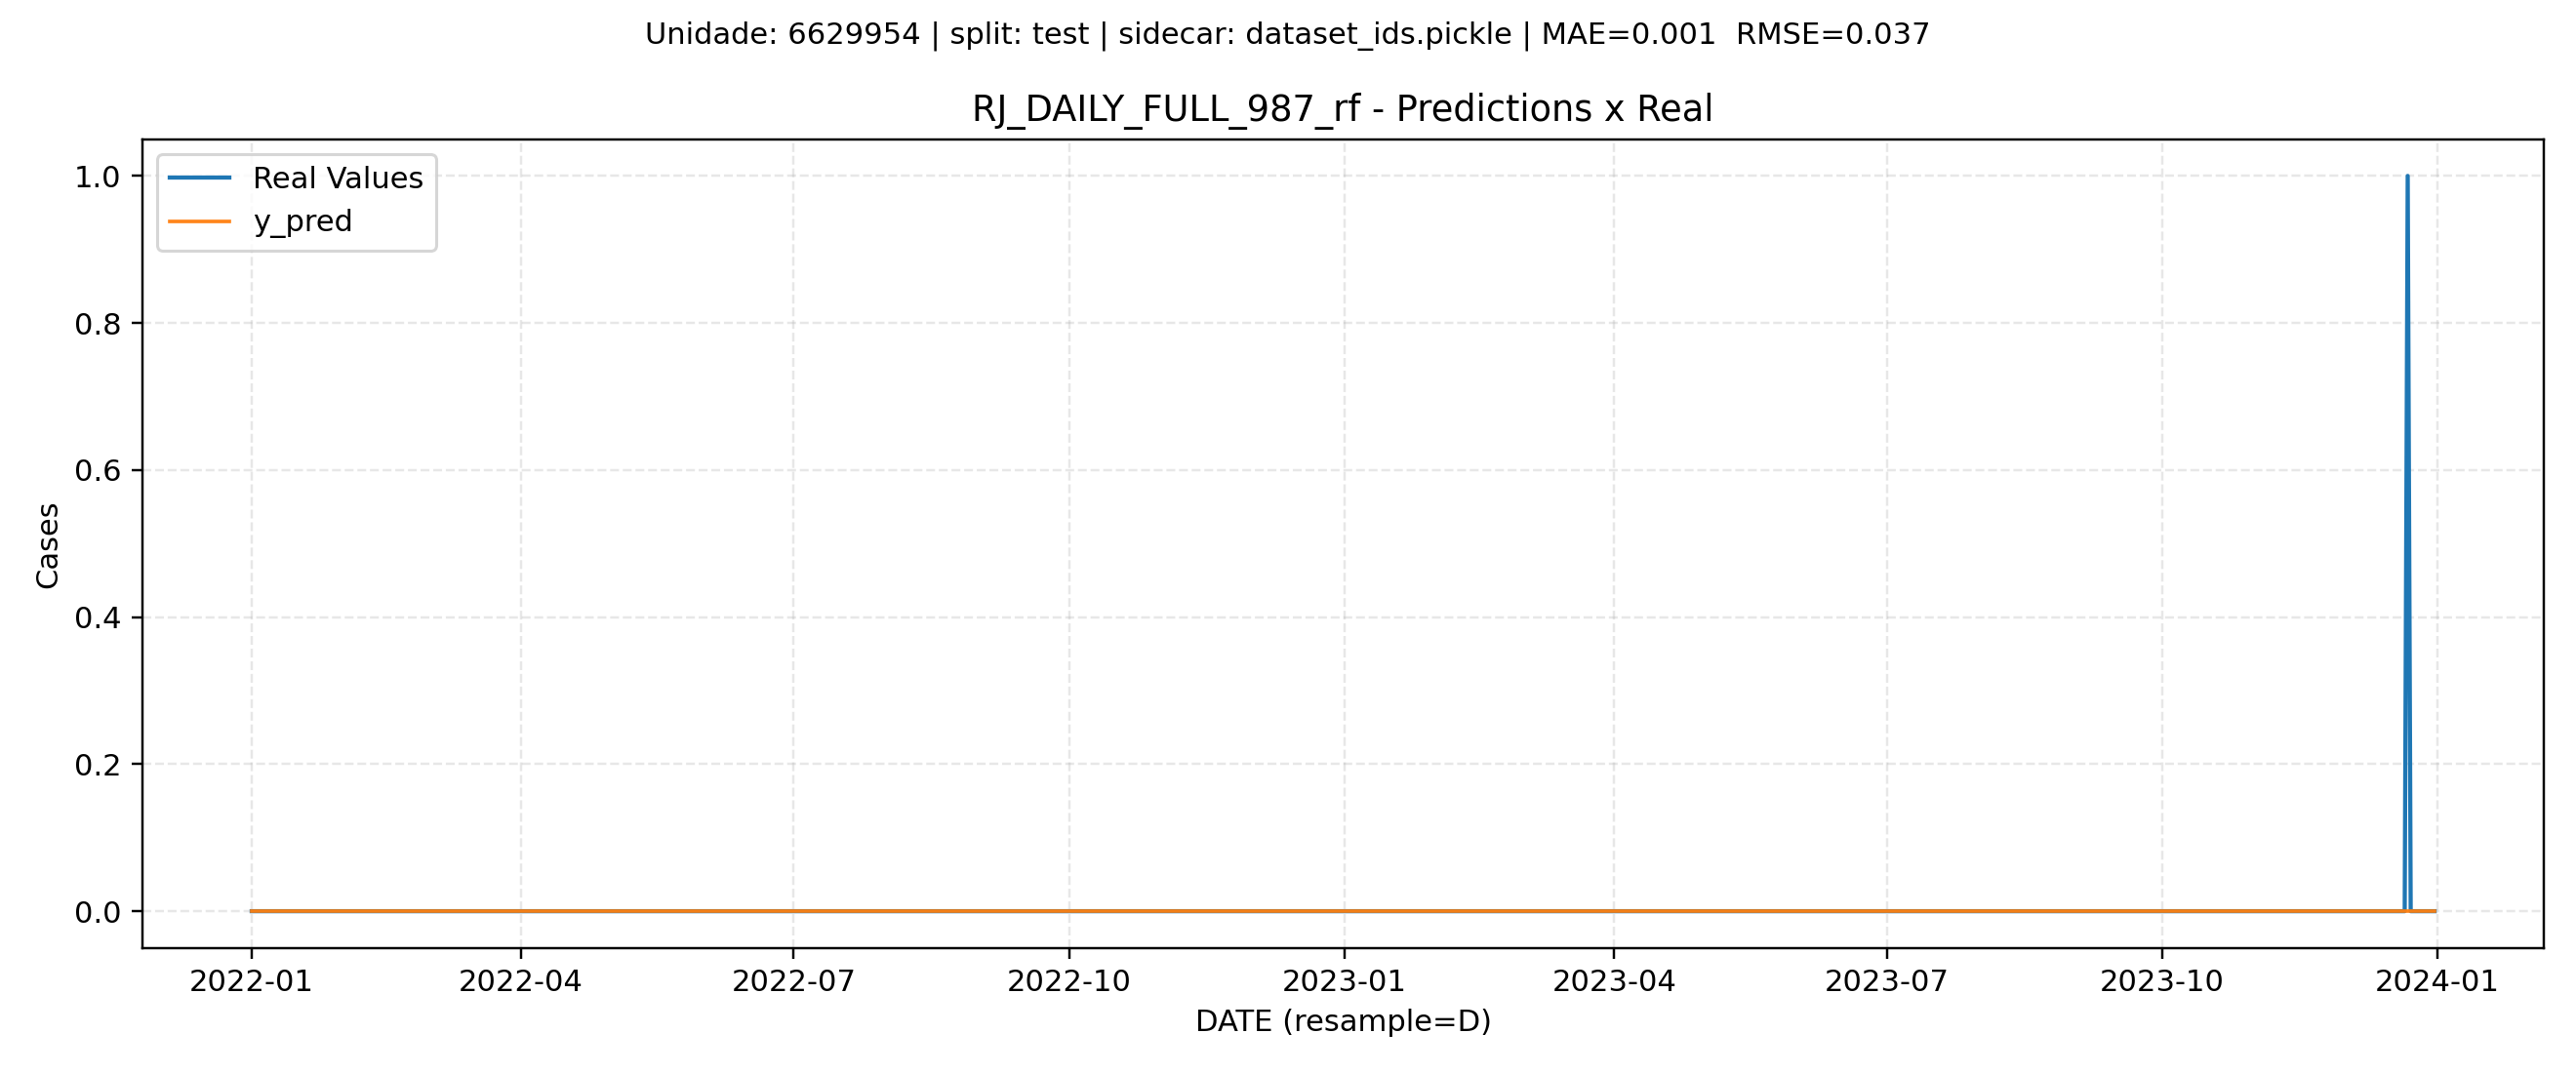 Unidade: 6629954 | split: test | sidecar: dataset_ids.pickle | MAE=0.001  RMSE=0.037
RJ_DAILY_FULL_987_rf - Predictions x Real
Real Values
y_pred
1.0
0.8
0.6
0.4
0.2
0.0
Cases
2022-01
2022-04
2022-07
2022-10
2023-01
2023-04
2023-07
2023-10
2024-01
DATE (resample=D)